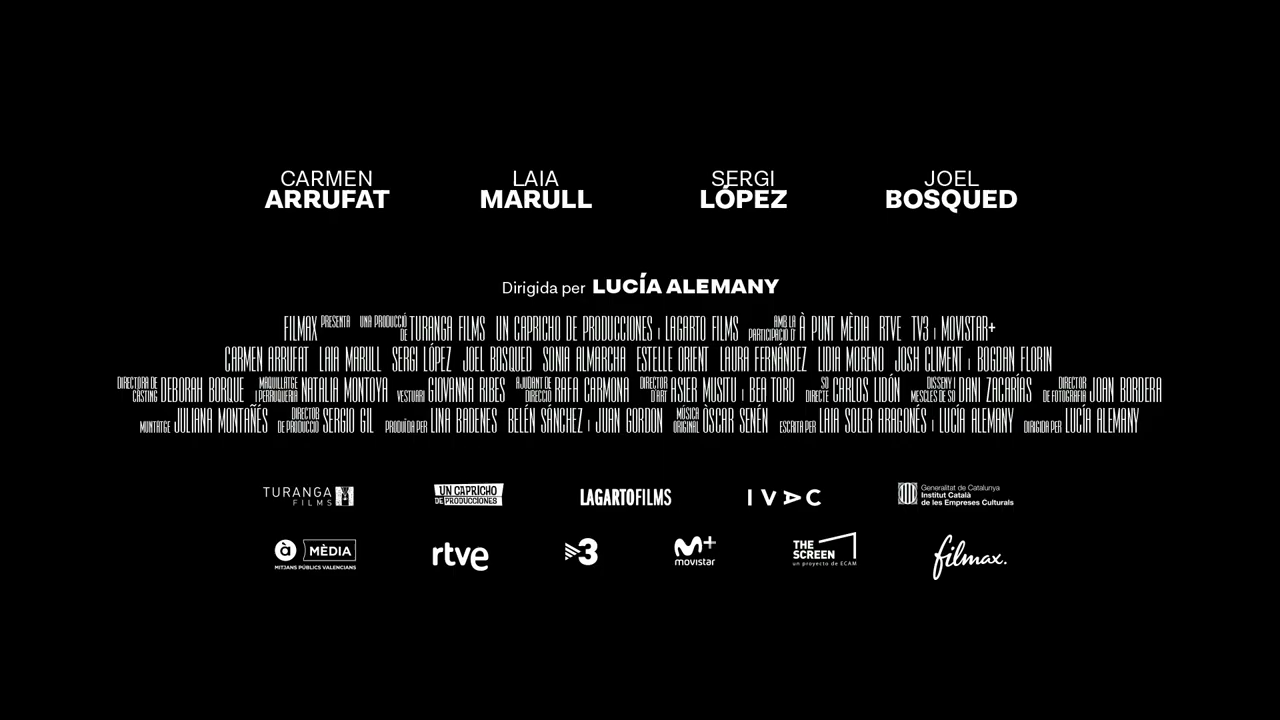 CARMEN ARRUFAT
LAIA MARULL
SERGI LÓPEZ
JOEL BOSQUED
Dirigida per LUCÍA ALEMANY
FILMAX PRESENTA UNA PRODUCCIÓ DE TURANGA FILMS UN CAPRICHO DE PRODUCCIONES I LAGARTO FILMS AMB LA PARTICIPACIÓ D' À PUNT MÈDIA RTVE TV3 I MOVISTAR+
CARMEN ARRUFAT LAIA MARULL SERGI LÓPEZ JOEL BOSQUED SONIA ALMARCHA ESTELLE ORIENT LAURA FERNÁNDEZ LIDIA MORENO JOSH CLIMENT I BOGDAN FLORIN
DIRECTORA DE CASTING DEBORAH BORQUE MAQUILLATGE I PERRUQUERIA NATALIA MONTOYA VESTUARI GIOVANNA RIBES AJUDANT DE DIRECCIÓ RAFA CARMONA DIRECTOR D'ART ASIER MUSITU I BEA TORO SO DIRECTE CARLOS LIDÓN DISSENY I MESCLES DE SO DANI ZACARÍAS DIRECTOR DE FOTOGRAFIA JOAN BORDERA
MUNTATGE JULIANA MONTAÑÉS DIRECTOR DE PRODUCCIÓ SERGIO GIL PRODUÏDA PER LINA BADENES BELÉN SÁNCHEZ I JUAN GORDON MÚSICA ORIGINAL ÒSCAR SENÉN ESCRITA PER LAIA SOLER ARAGONÉS I LUCÍA ALEMANY DIRIGIDA PER LUCÍA ALEMANY
TURANGA FILMS
UN CAPRICHO DE PRODUCCIONES
LAGARTOFILMS
IVAC
Generalitat de Catalunya
Institut Català
de les Empreses Culturals
à MÈDIA
MITJANS PÚBLICS VALENCIANS
rtve
3
M+
movistar
THE SCREEN
un proyecto de ECAM
filmax.